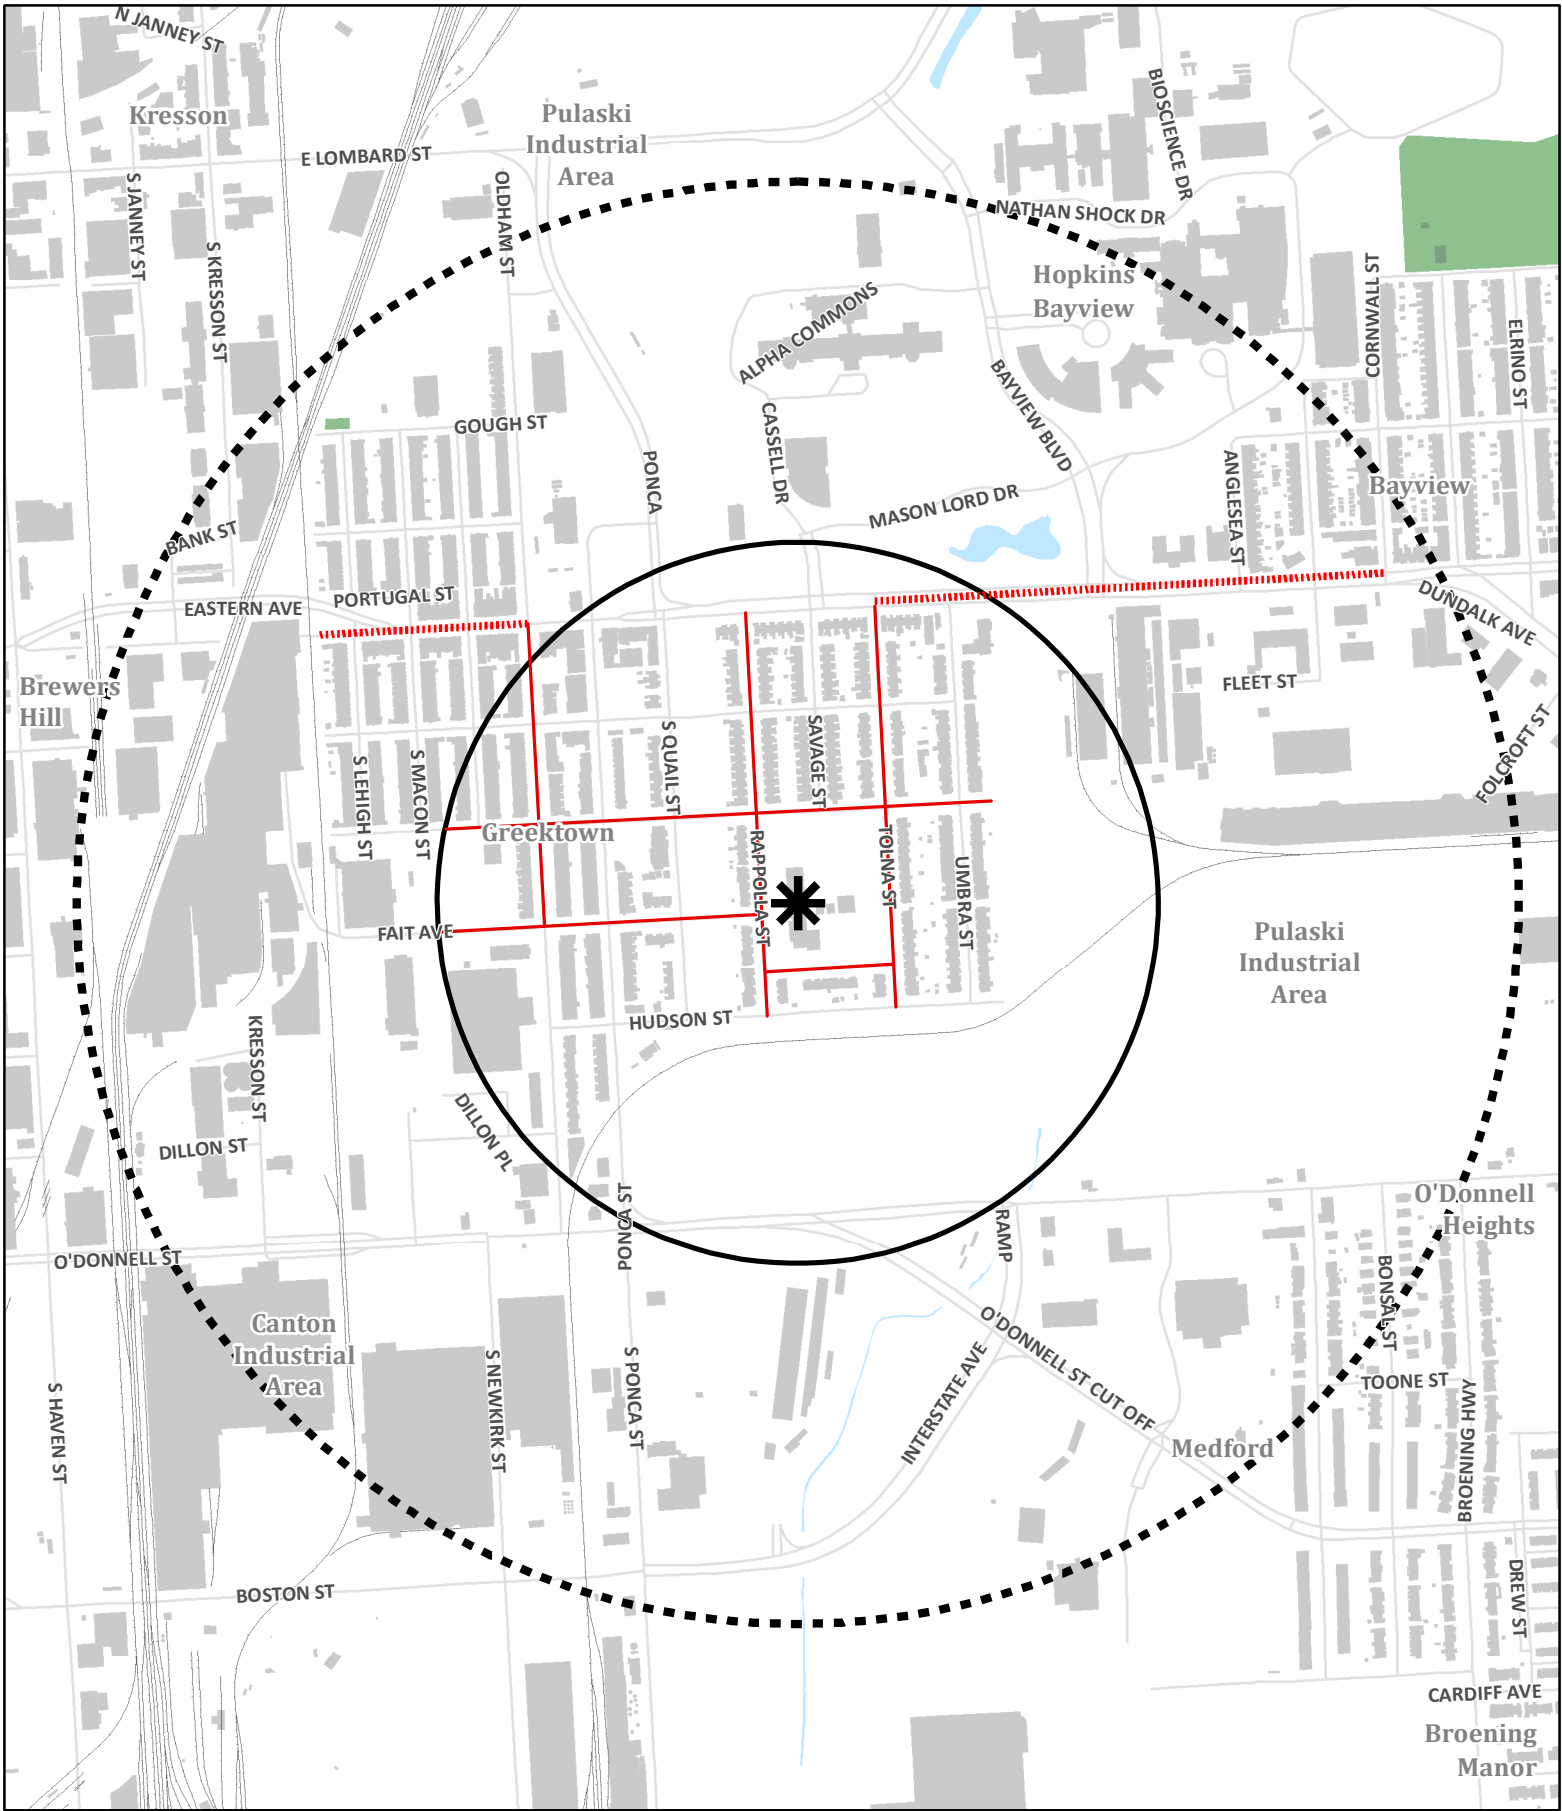 N JANNEY ST
Kresson
Pulaski
Industrial
Area
E LOMBARD ST
BIOSCIENCE DR
S JANNEY ST
OLDHAM ST
NATHAN SHOCK DR
S KRESSON ST
Hopkins
Bayview
CORNWALL ST
ALPHA COMMONS
ELRINO ST
BAYVIEW BLVD
GOUGH ST
CASSELL DR
PONCA
ANGLESEA ST
Bayview
MASON LORD DR
BANK ST
PORTUGAL ST
EASTERN AVE
DUNDALK AVE
Brewers
Hill
FLEET ST
FOLCROFT ST
S LEHIGH ST
S MACON ST
S QUAIL ST
SAVAGE ST
Greektown
RAPPOLLA ST
TOLNA ST
UMBRA ST
FAIT AVE
Pulaski
Industrial
Area
KRESSON ST
HUDSON ST
DILLON PL
DILLON ST
PONCA ST
RAMP
O'Donnell
Heights
O'DONNELL ST
BONSAL ST
Canton
Industrial
Area
O'DONNELL ST CUT OFF
INTERSTATE AVE
S HAVEN ST
S NEWKIRK ST
S PONCA ST
TOONE ST
BROENING HWY
Medford
BOSTON ST
DREW ST
CARDIFF AVE
Broening
Manor